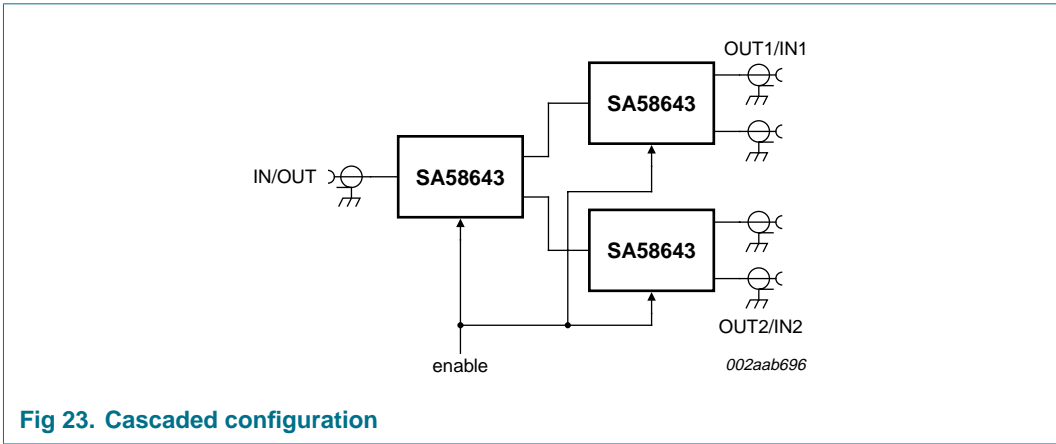 OUT1/IN1
SA58643
IN/OUT
SA58643
SA58643
OUT2/IN2
enable
002aab696
Fig 23. Cascaded configuration